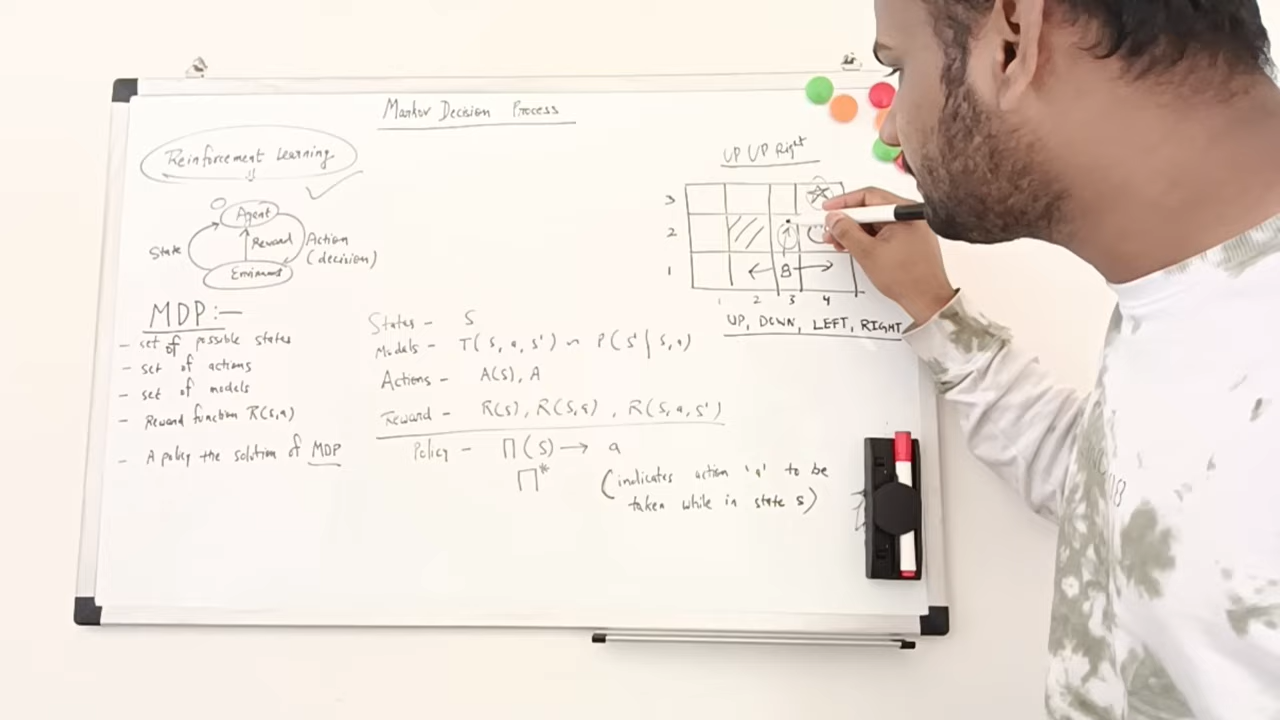 Markov Decision Process
Reinforcement Learning
Agent
State
Reward
Action
(decision)
MDP:-
- set of possible states
- set of actions
- set of models
- Reward function R(s,a)
- A policy the solution of MDP
States - S
Models - T(s, a, s') ~ P(s' | s, a)
Actions - A(s), A
Reward - R(s), R(s,a), R(s, a, s')
Policy - Π(s) → a
Π*
(indicates action 'a' to be
taken while in state s)
UP UP Right
3
2
1
1 2 3 4
UP, DOWN, LEFT, RIGHT